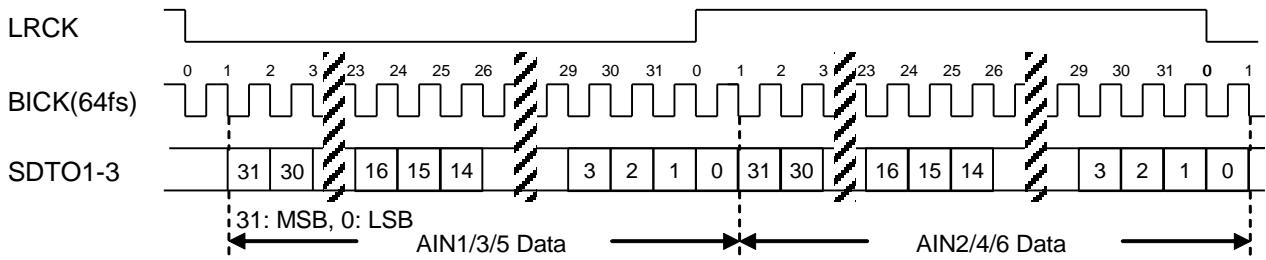 LRCK
0 1 2 3 23 24 25 26 29 30 31 0 1 2 3 23 24 25 26 29 30 31 0 1
BICK(64fs)
SDTO1-3 31 30 16 15 14 3 2 1 0 31 30 16 15 14 3 2 1 0
31: MSB, 0: LSB
AIN1/3/5 Data AIN2/4/6 Data